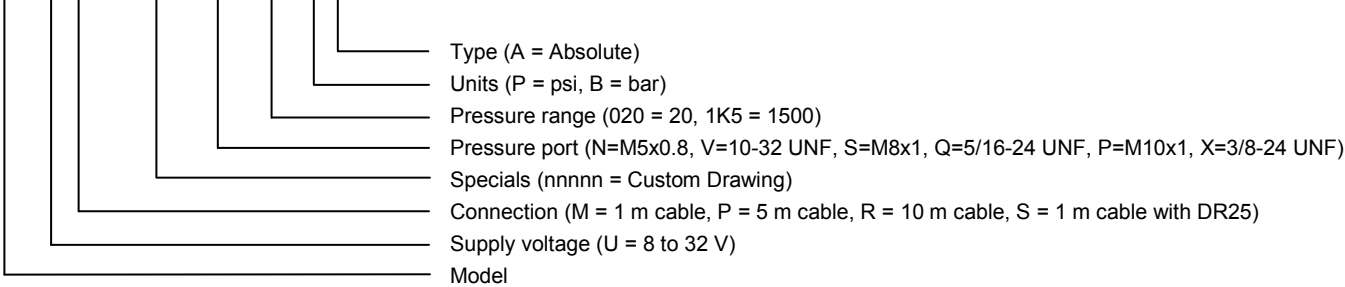 Type (A = Absolute)
Units (P = psi, B = bar)
Pressure range (020 = 20, 1K5 = 1500)
Pressure port (N=M5x0.8, V=10-32 UNF, S=M8x1, Q=5/16-24 UNF, P=M10x1, X=3/8-24 UNF)
Specials (nnnnn = Custom Drawing)
Connection (M = 1 m cable, P = 5 m cable, R = 10 m cable, S = 1 m cable with DR25)
Supply voltage (U = 8 to 32 V)
Model